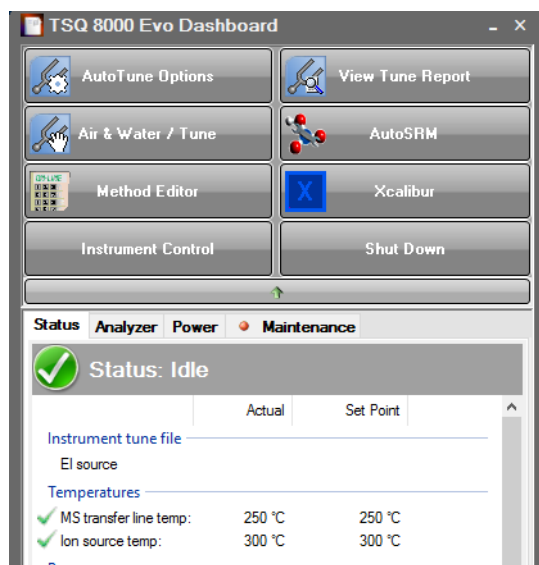 TSQ 8000 Evo Dashboard
AutoTune Options
View Tune Report
Air & Water / Tune
AutoSRM
Method Editor
X Xcalibur
Instrument Control
Shut Down
Status Analyzer Power Maintenance
Status: Idle
Actual Set Point
Instrument tune file
EI source
Temperatures
MS transfer line temp: 250 °C 250 °C
Ion source temp: 300 °C 300 °C